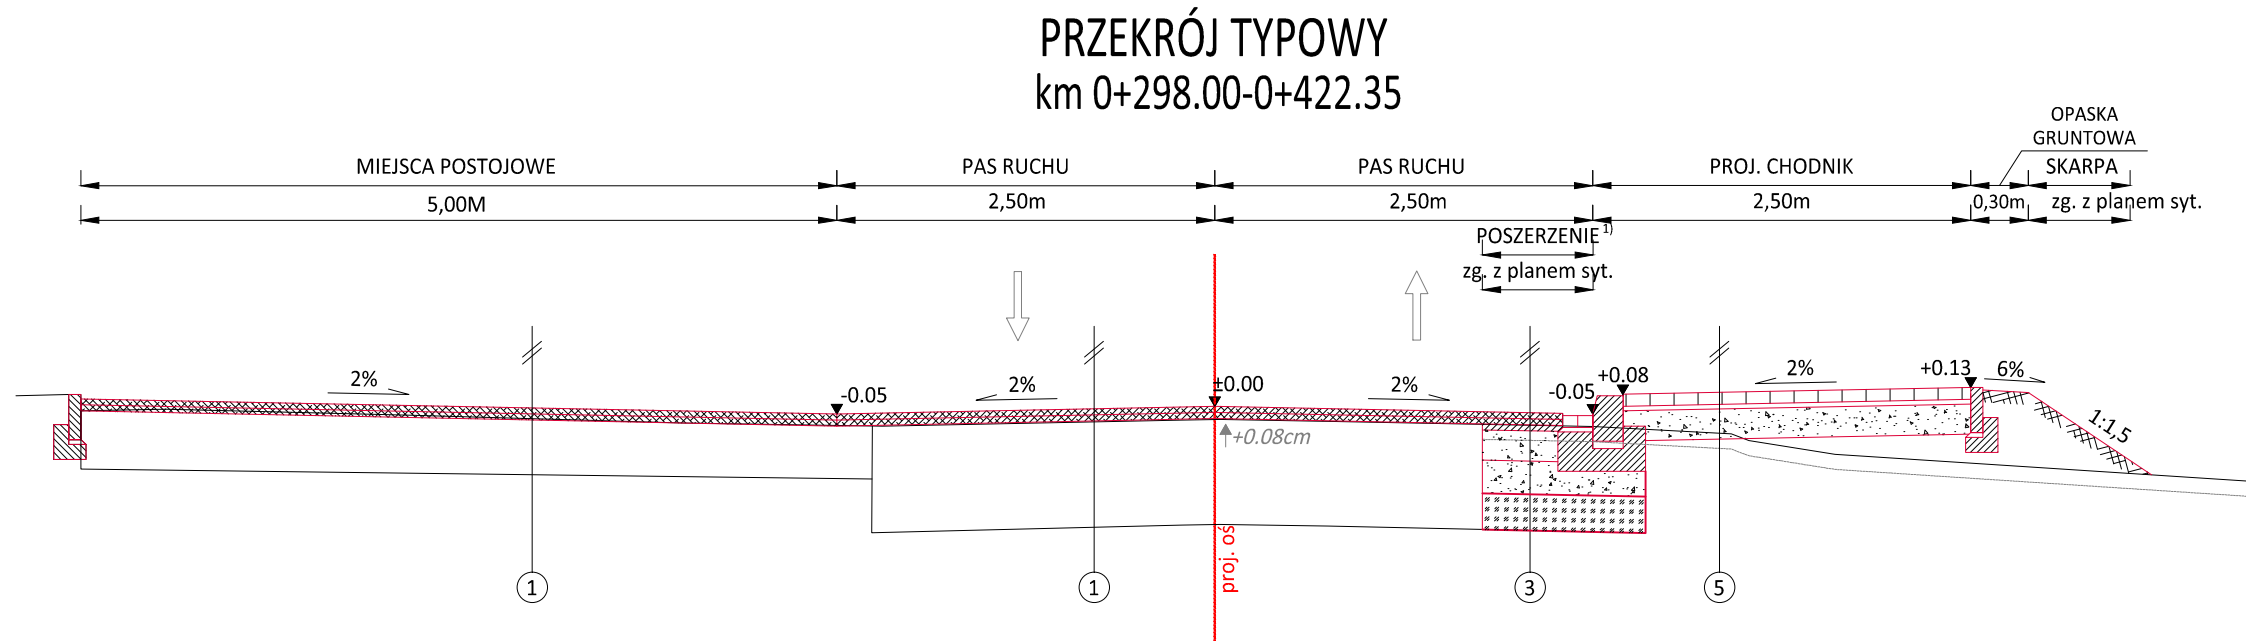 PRZEKRÓJ TYPOWY
km 0+298.00-0+422.35
OPASKA
GRUNTOWA
MIEJSCA POSTOJOWE PAS RUCHU PAS RUCHU PROJ. CHODNIK SKARPA
5,00M 2,50m 2,50m 2,50m 0,30m zg. z planem syt.
POSZERZENIE 1)
zg. z planem syt.
2% -0.05 2% ±0.00 2% -0.05 +0.08 2% +0.13 6%
+0.08cm
1:1,5
proj. oś
1 1 3 5